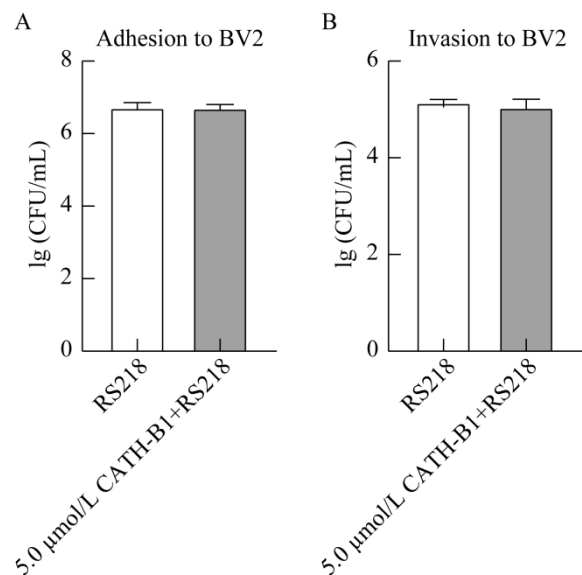 A
Adhesion to BV2
8
6
4
2
0
lg (CFU/mL)
RS218
5.0 μmol/L CATH-B1+RS218
B
Invasion to BV2
6
4
2
0
lg (CFU/mL)
RS218
5.0 μmol/L CATH-B1+RS218